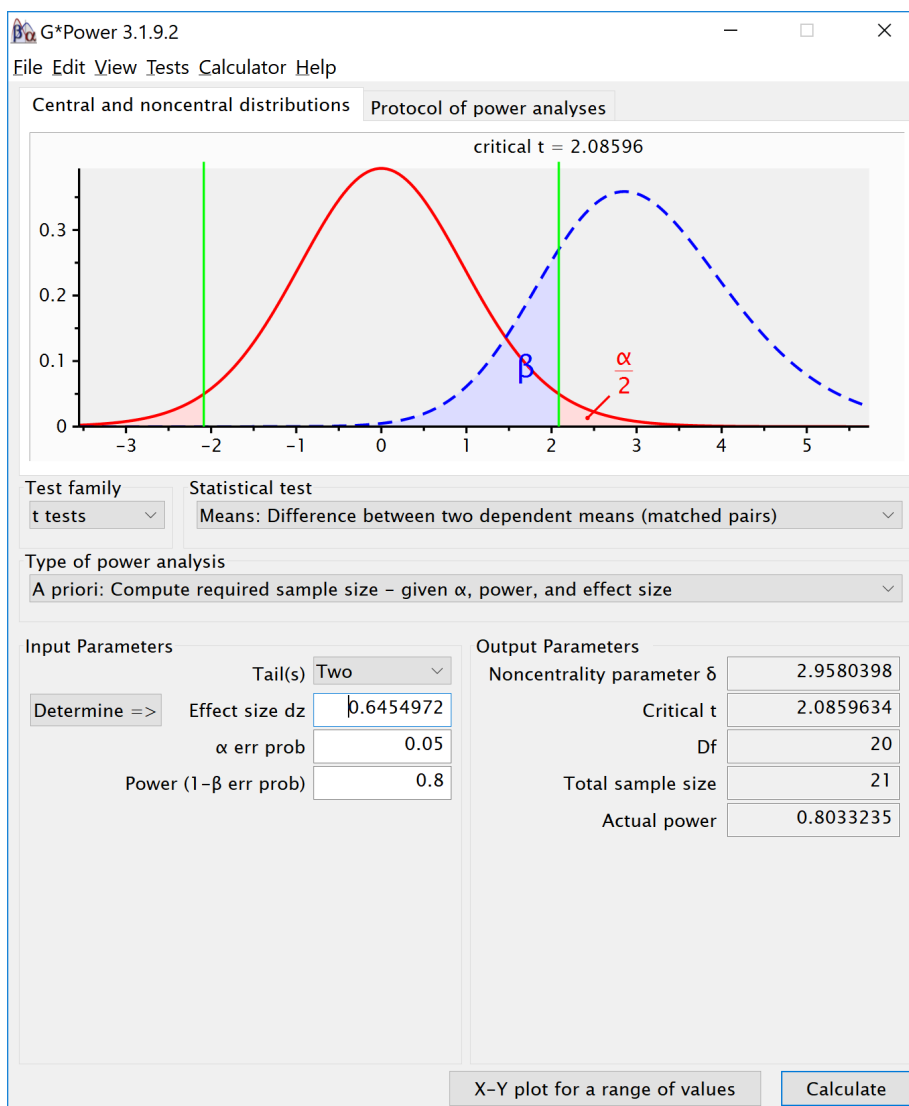 G*Power 3.1.9.2
File Edit View Tests Calculator Help
Central and noncentral distributions Protocol of power analyses
critical t = 2.08596
0.3
0.2
0.1
0
β
α
2
-3 -2 -1 0 1 2 3 4 5
Test family Statistical test
t tests Means: Difference between two dependent means (matched pairs)
Type of power analysis
A priori: Compute required sample size - given α, power, and effect size
Input Parameters Output Parameters
Tail(s) Two Noncentrality parameter δ 2.9580398
Determine => Effect size dz 0.6454972 Critical t 2.0859634
α err prob 0.05 Df 20
Power (1-β err prob) 0.8 Total sample size 21
Actual power 0.8033235
X-Y plot for a range of values Calculate